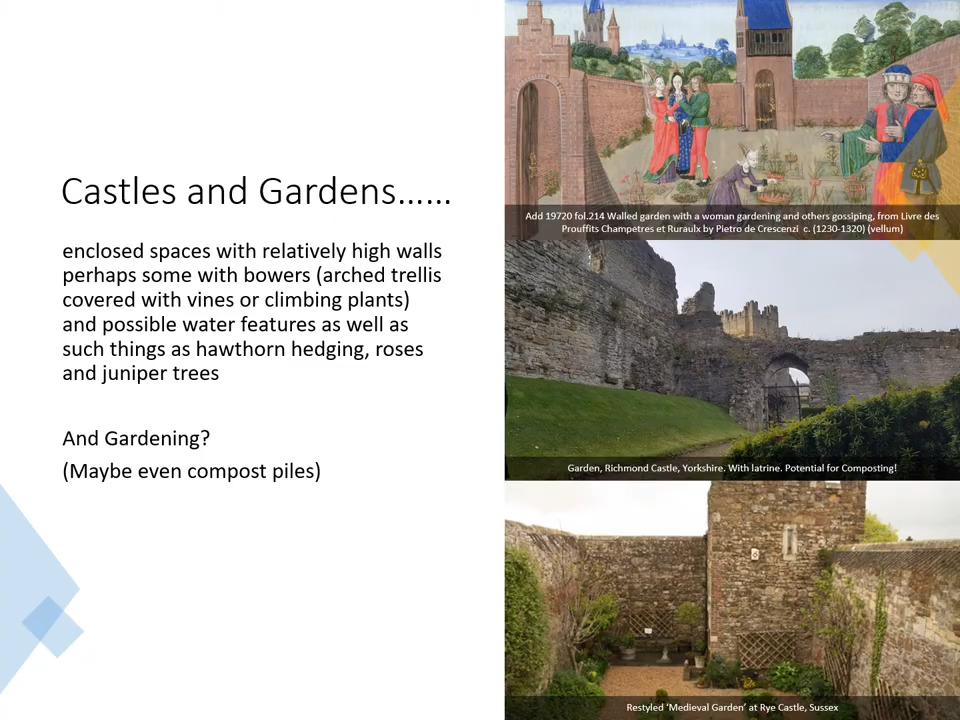 Castles and Gardens……
enclosed spaces with relatively high walls
perhaps some with bowers (arched trellis
covered with vines or climbing plants)
and possible water features as well as
such things as hawthorn hedging, roses
and juniper trees
And Gardening?
(Maybe even compost piles)
Add 19720 fol.214 Walled garden with a woman gardening and others gossiping, from Livre des
Prouffits Champetres et Ruraulx by Pietro de Crescenzi c. (1230-1320) (vellum)
Garden, Richmond Castle, Yorkshire. With latrine. Potential for Composting!
Restyled ‘Medieval Garden’ at Rye Castle, Sussex